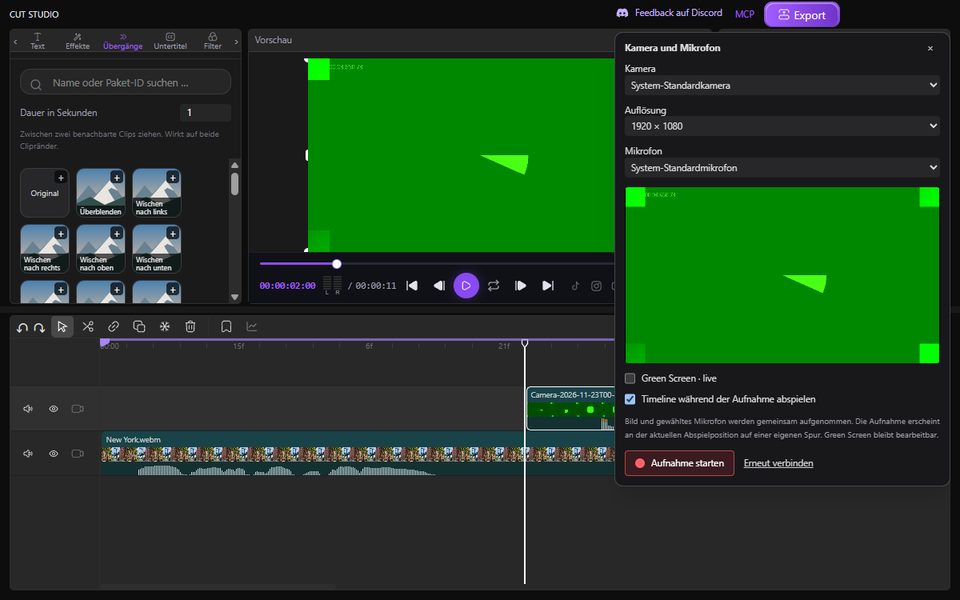 CUT STUDIO
Feedback auf Discord
MCP
Export
Text
Effekte
Übergänge
Untertitel
Filter
Name oder Paket-ID suchen ...
Dauer in Sekunden
1
Zwischen zwei benachbarte Clips ziehen. Wirkt auf beide
Clipränder.
Original
Überblenden
Wischen
nach links
Wischen
nach rechts
Wischen
nach oben
Wischen
nach unten
Vorschau
00:00:02:00
L R
/ 00:00:11
Kamera und Mikrofon
Kamera
System-Standardkamera
Auflösung
1920 × 1080
Mikrofon
System-Standardmikrofon
Green Screen · live
Timeline während der Aufnahme abspielen
Bild und gewähltes Mikrofon werden gemeinsam aufgenommen. Die Aufnahme erscheint
an der aktuellen Abspielposition auf einer eigenen Spur. Green Screen bleibt bearbeitbar.
Aufnahme starten
Erneut verbinden
15f
6f
21f
Camera-2026-11-23T00-
New York.webm